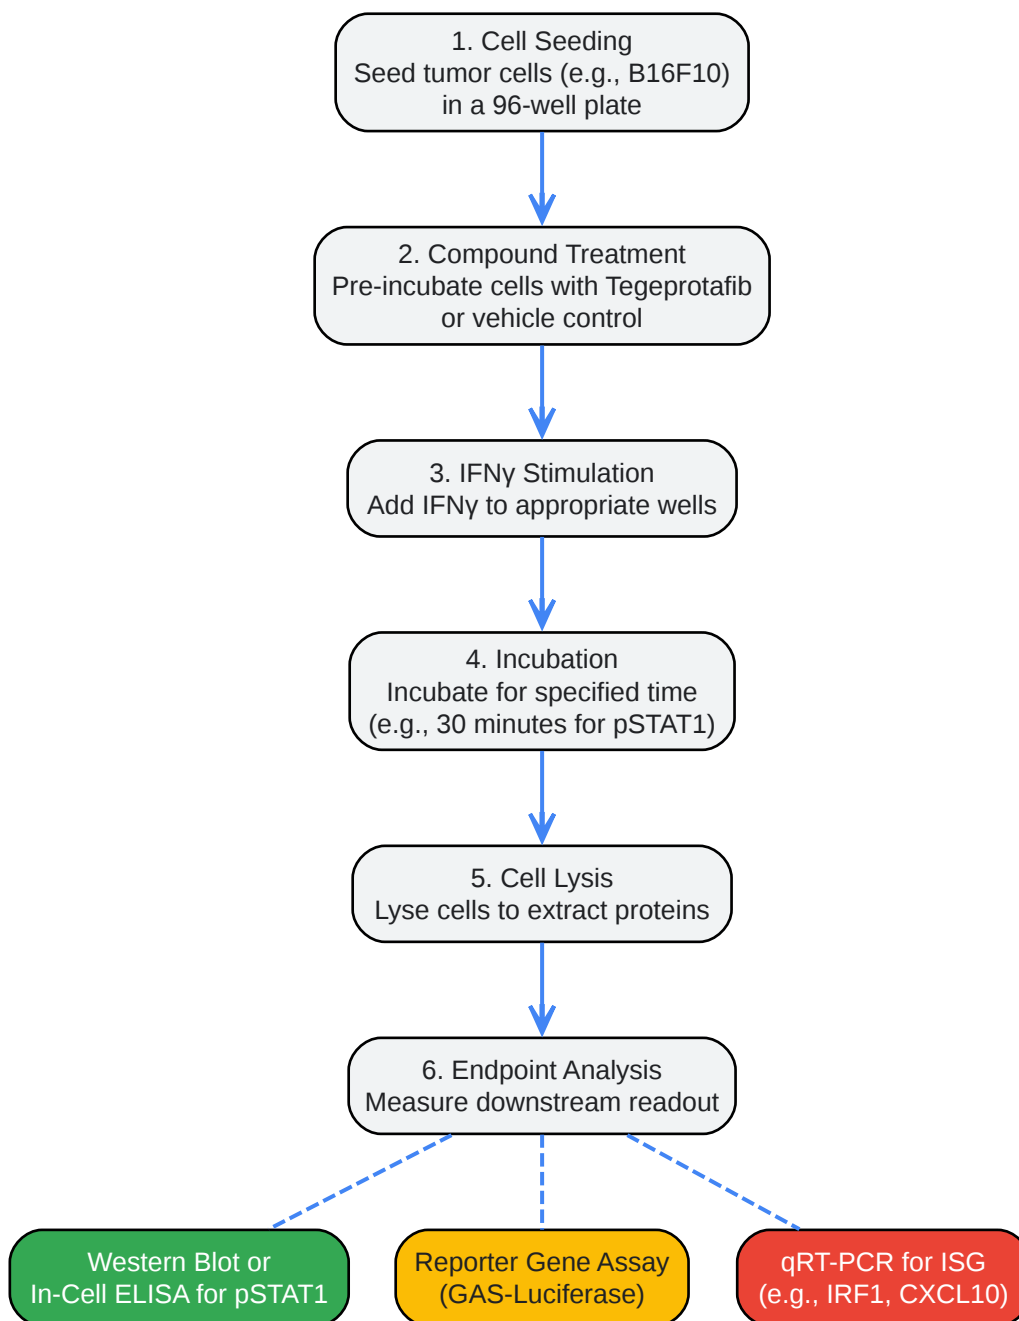 1. Cell Seeding
Seed tumor cells (e.g., B16F10)
in a 96-well plate
2. Compound Treatment
Pre-incubate cells with Tegeprotafib
or vehicle control
3. IFNγ Stimulation
Add IFNγ to appropriate wells
4. Incubation
Incubate for specified time
(e.g., 30 minutes for pSTAT1)
5. Cell Lysis
Lyse cells to extract proteins
6. Endpoint Analysis
Measure downstream readout
Western Blot or
In-Cell ELISA for pSTAT1
Reporter Gene Assay
(GAS-Luciferase)
qRT-PCR for ISG
(e.g., IRF1, CXCL10)